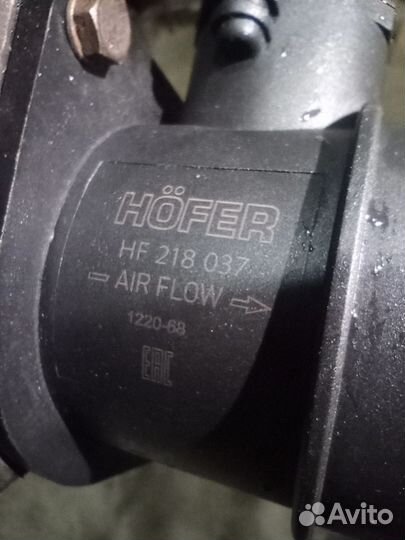 HÖFER
HF 218 037
AIR FLOW
1220-68
EAC
Avito